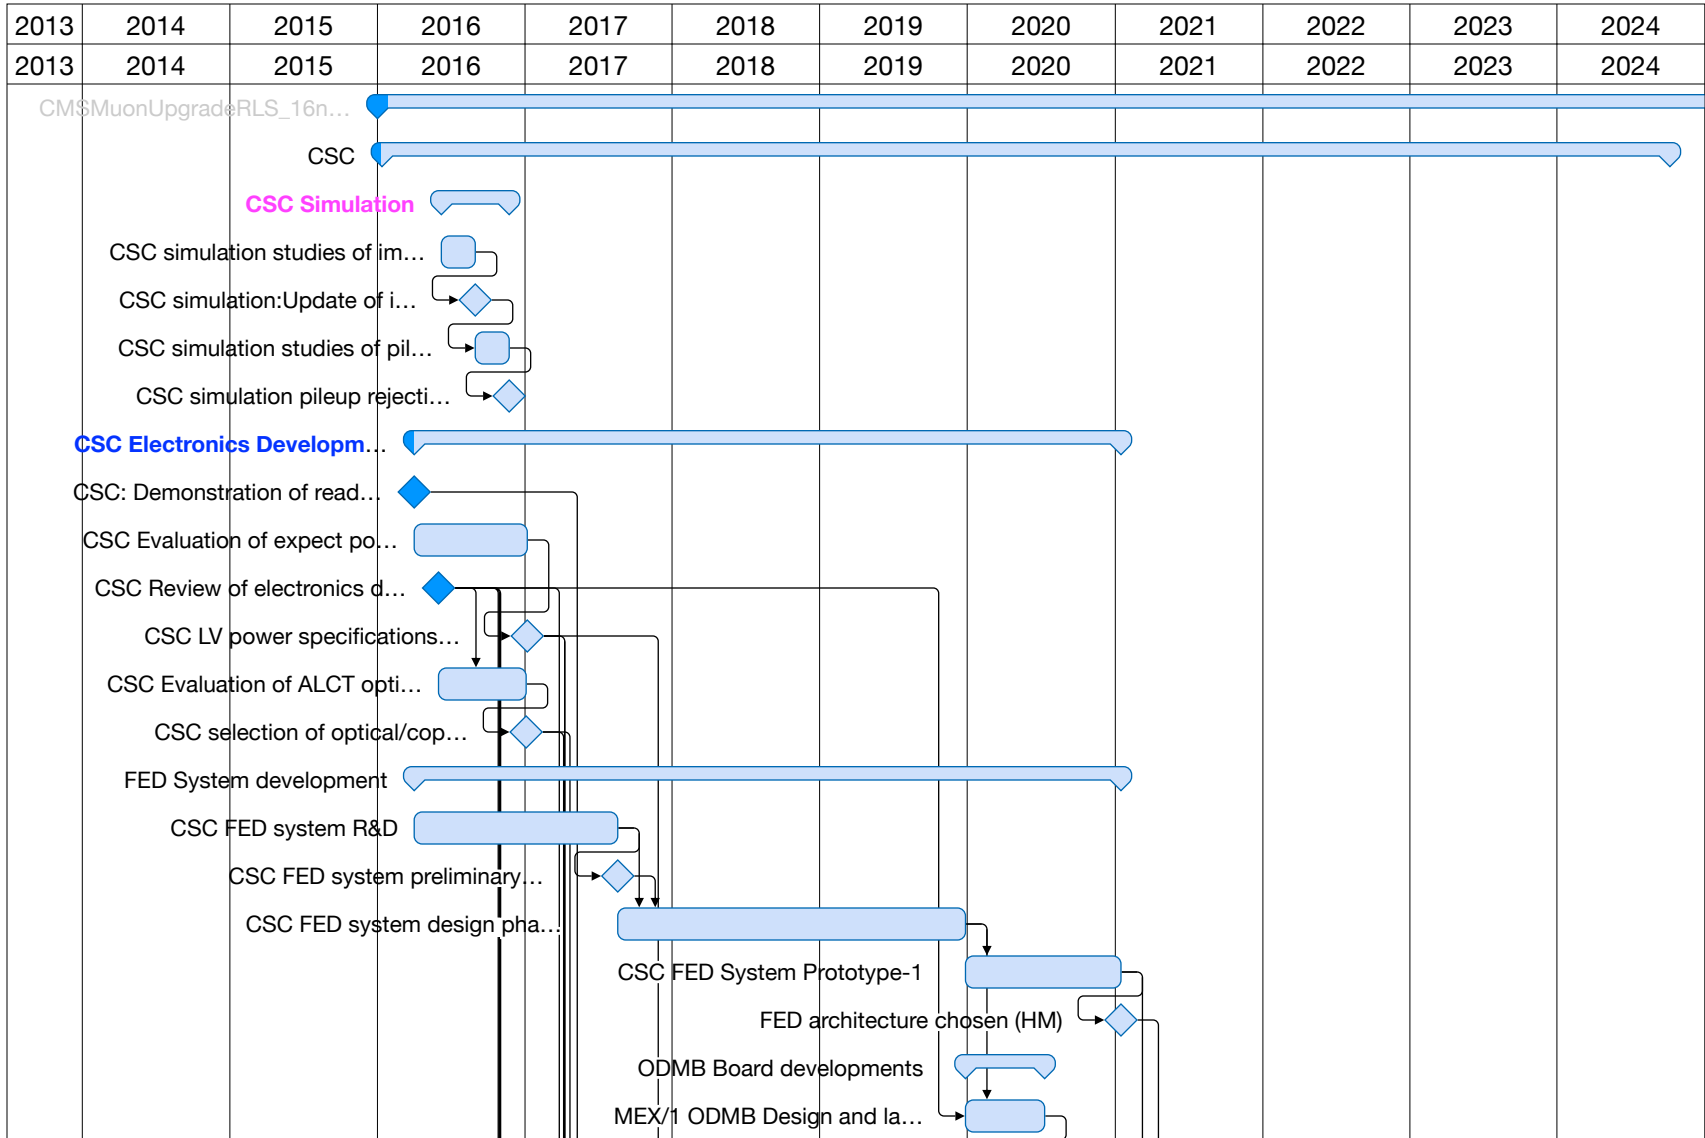 2013 2014 2015 2016 2017 2018 2019 2020 2021 2022 2023 2024
2013 2014 2015 2016 2017 2018 2019 2020 2021 2022 2023 2024
CMSMuonUpgradeRLS_16n…
CSC
CSC Simulation
CSC simulation studies of im…
CSC simulation:Update of i…
CSC simulation studies of pil…
CSC simulation pileup rejecti…
CSC Electronics Developm…
CSC: Demonstration of read…
CSC Evaluation of expect po…
CSC Review of electronics d…
CSC LV power specifications…
CSC Evaluation of ALCT opti…
CSC selection of optical/cop…
FED System development
CSC FED system R&D
CSC FED system preliminary…
CSC FED system design pha…
CSC FED System Prototype-1
FED architecture chosen (HM)
ODMB Board developments
MEX/1 ODMB Design and la…